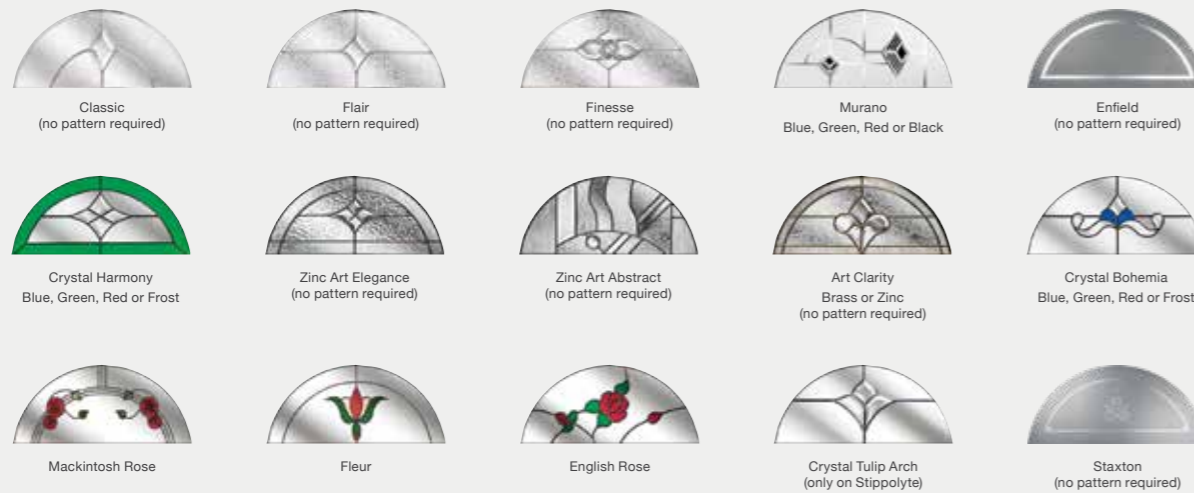 Classic
(no pattern required)
Flair
(no pattern required)
Finesse
(no pattern required)
Murano
Blue, Green, Red or Black
Enfield
(no pattern required)
Crystal Harmony
Blue, Green, Red or Frost
Zinc Art Elegance
(no pattern required)
Zinc Art Abstract
(no pattern required)
Art Clarity
Brass or Zinc
(no pattern required)
Crystal Bohemia
Blue, Green, Red or Frost
Mackintosh Rose
Fleur
English Rose
Crystal Tulip Arch
(only on Stippolyte)
Staxton
(no pattern required)